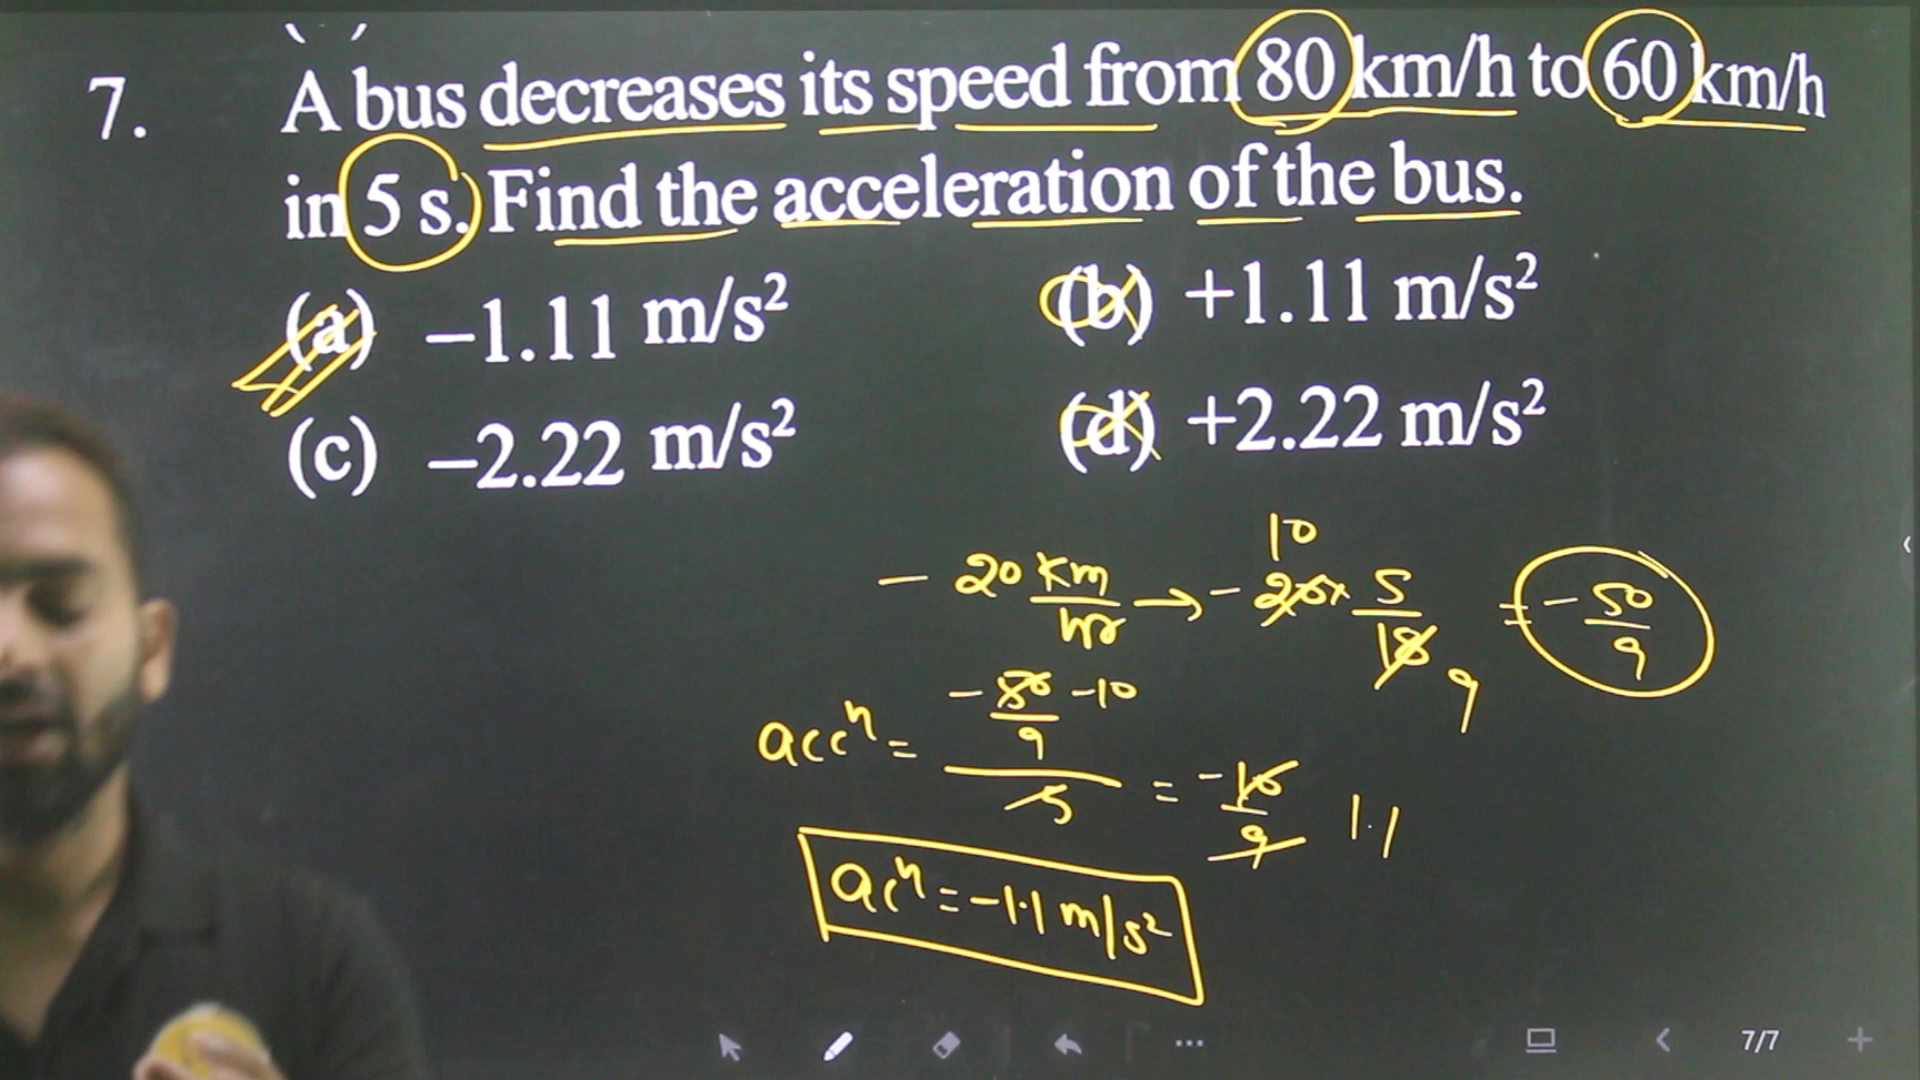 7. A bus decreases its speed from 80 km/h to 60 km/h
in 5 s. Find the acceleration of the bus.
(a) –1.11 m/s² (b) +1.11 m/s²
(c) –2.22 m/s² (d) +2.22 m/s²
10
– 20 km/hr → – 20 × 5/18 = – 50/9
9
– 50/9 –10
accⁿ = ─── = –10/9 1.1
5
acⁿ = –1.1 m/s²
7/7